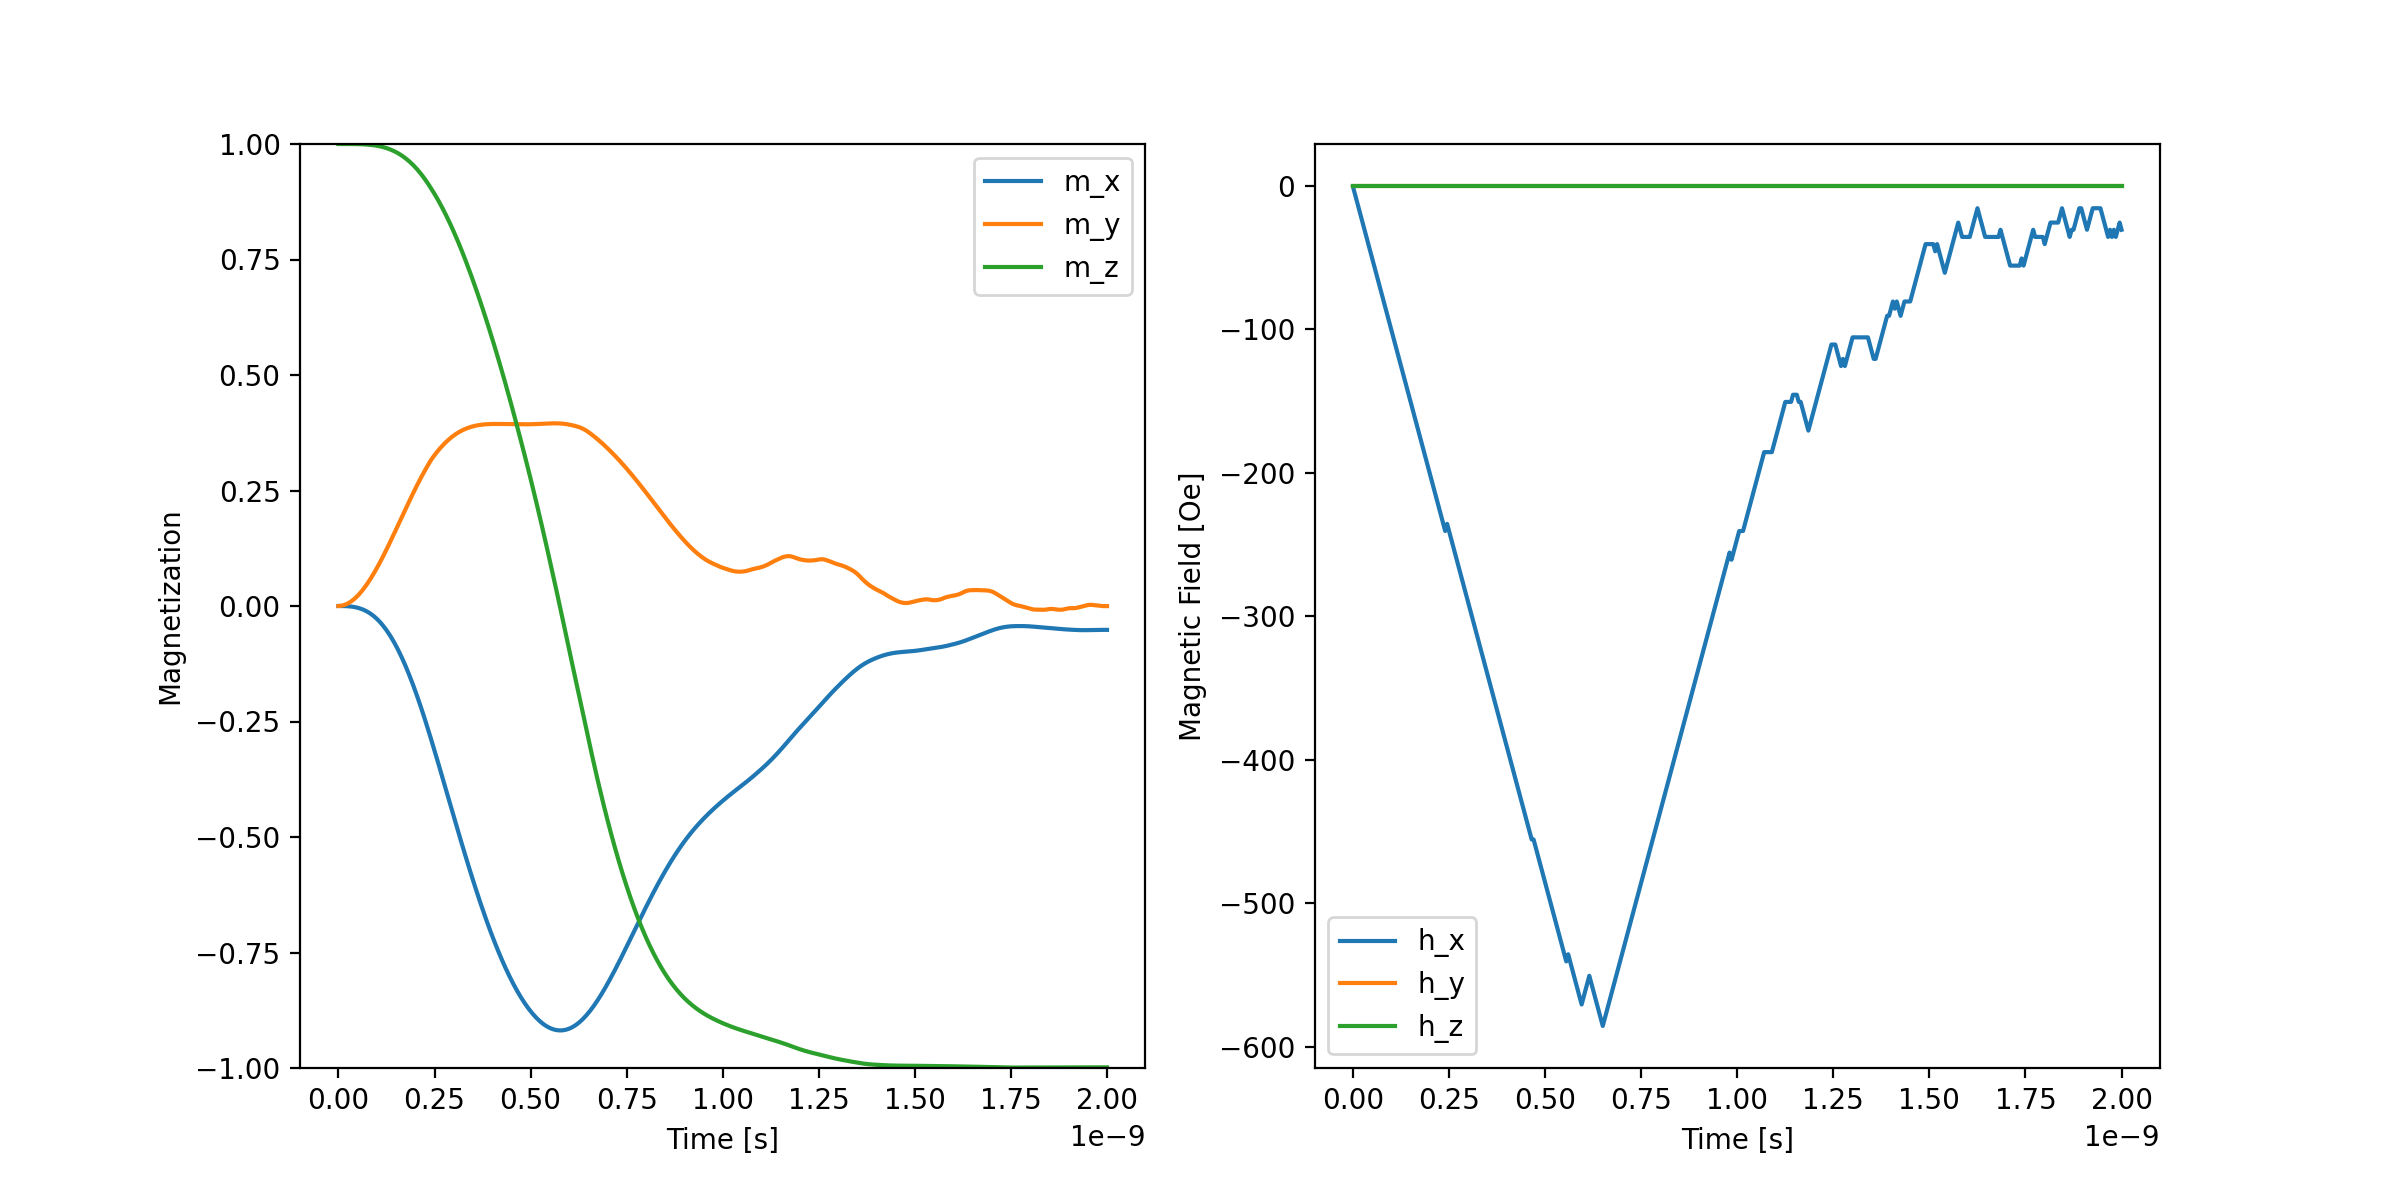 1.00
0.75
0.50
0.25
0.00
−0.25
−0.50
−0.75
−1.00
Magnetization
m_x
m_y
m_z
0.00 0.25 0.50 0.75 1.00 1.25 1.50 1.75 2.00
Time [s]
1e−9
0
−100
−200
−300
−400
−500
−600
Magnetic Field [Oe]
h_x
h_y
h_z
0.00 0.25 0.50 0.75 1.00 1.25 1.50 1.75 2.00
Time [s]
1e−9